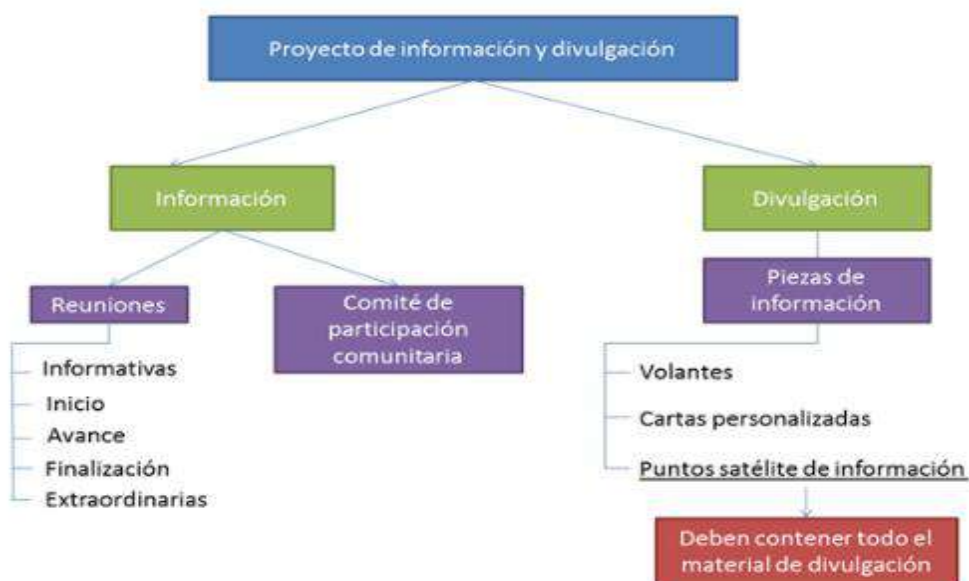 Proyecto de información y divulgación
Información
Divulgación
Reuniones
Comité de
participación
comunitaria
Piezas de
información
Informativas
Inicio
Avance
Finalización
Extraordinarias
Volantes
Cartas personalizadas
Puntos satélite de información
Deben contener todo el
material de divulgación